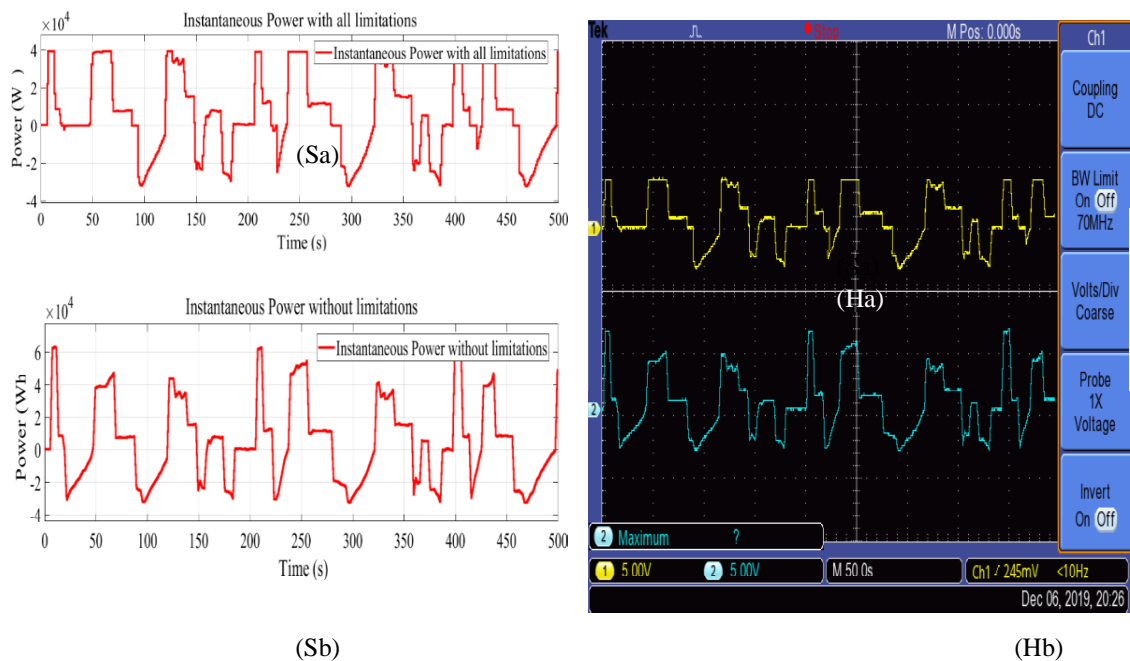 Instantaneous Power with all limitations
×10⁴
Instantaneous Power with all limitations
4
2
0
-2
-4
Power (W )
0 50 100 150 200 250 300 350 400 450 500
Time (s)
(Sa)
Instantaneous Power without limitations
×10⁴
Instantaneous Power without limitations
6
4
2
0
-2
-4
Power (Wh)
0 50 100 150 200 250 300 350 400 450 500
Time (s)
(Sb)
Tek Stop M Pos: 0.000s
1
(Ha)
2
2 Maximum ?
1 5.00V 2 5.00V M 50.0s Ch1 / 245mV <10Hz
Dec 06, 2019, 20:26
Ch1
Coupling
DC
BW Limit
On Off
70MHz
Volts/Div
Coarse
Probe
1X
Voltage
Invert
On Off
(Hb)